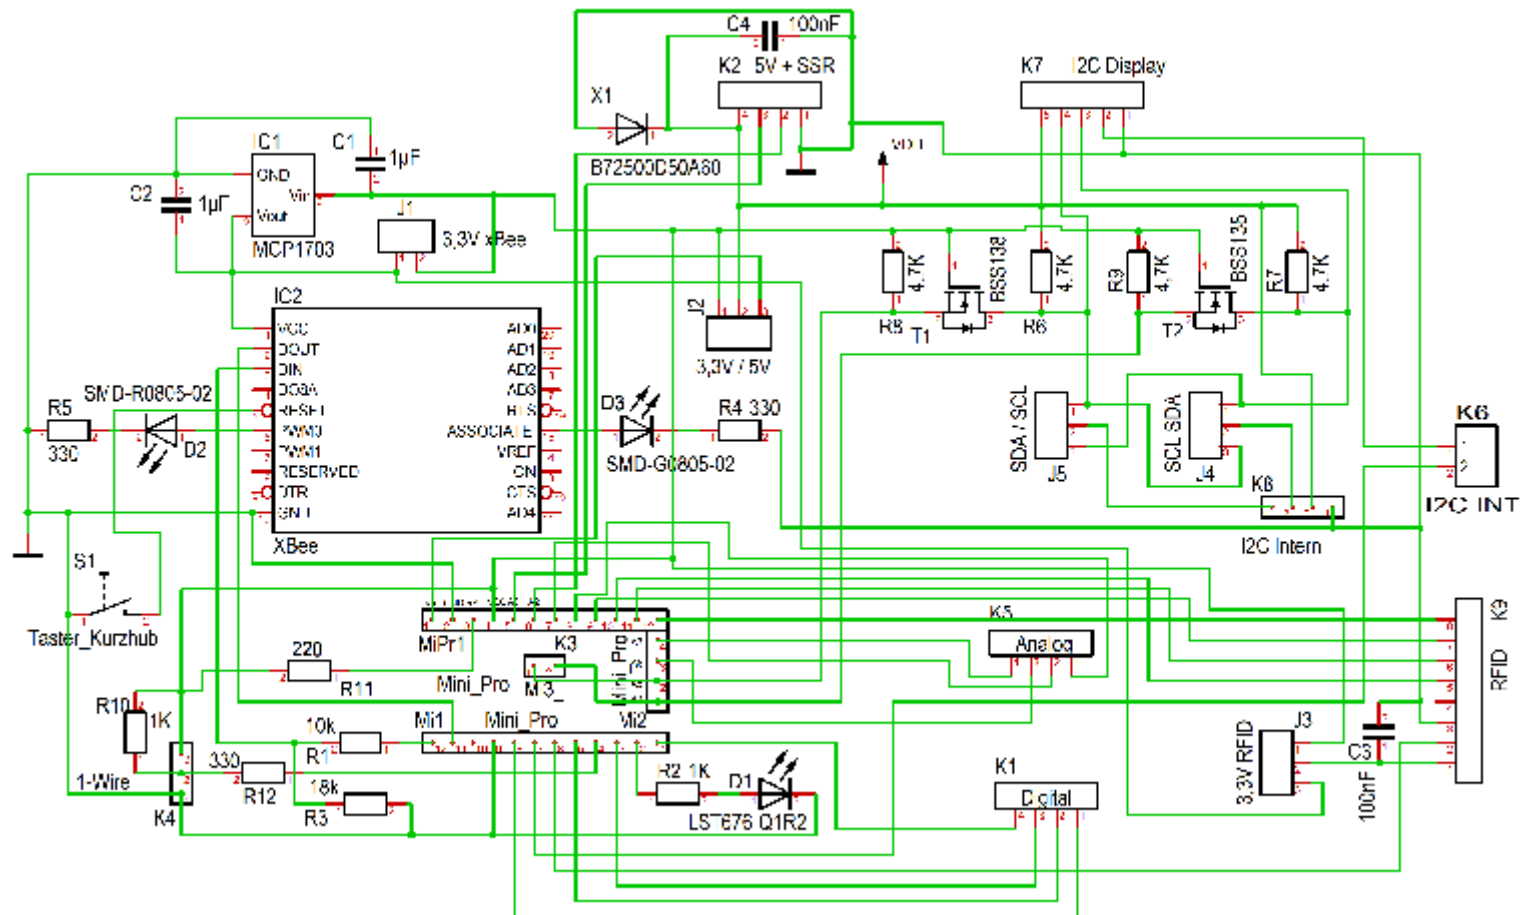 C4 100nF
K2 5V + SSR
K7 I2C Display
X1
B72500D50A60
IC1
C1
1µF
GND
Vin
Vout
MCP1703
C2
1µF
J1
3,3V xBee
4.7K
R8
BSS138
T1
4.7K
R6
R9
4,7K
T2
R7
4.7K
J2
3,3V / 5V
IC2
VCC
DOUT
DIN
RESET
PWM1
RESERVED
DTR
AD0
AD1
AD2
AD3
RTS
ASSOCIATE
VREF
ON
CTS
AD4
XBee
SMD-R0805-02
R5
330
D2
D3
SMD-G0805-02
R4 330
SDA / SCL
J5
SCL SDA
J4
K6
I2C INT
I2C Intern
S1
Taster_Kurzhub
MiPr1
Mini_Pro
K3
Mini_Pro
K5
Analog
K9
RFID
220
R11
R10
1K
10k
R1
Mi1
Mini_Pro
Mi2
330
R12
1-Wire
K4
18k
R3
R2 1K
D1
LST676 Q1R2
K1
Digital
J3
3.3V RFID
100nF